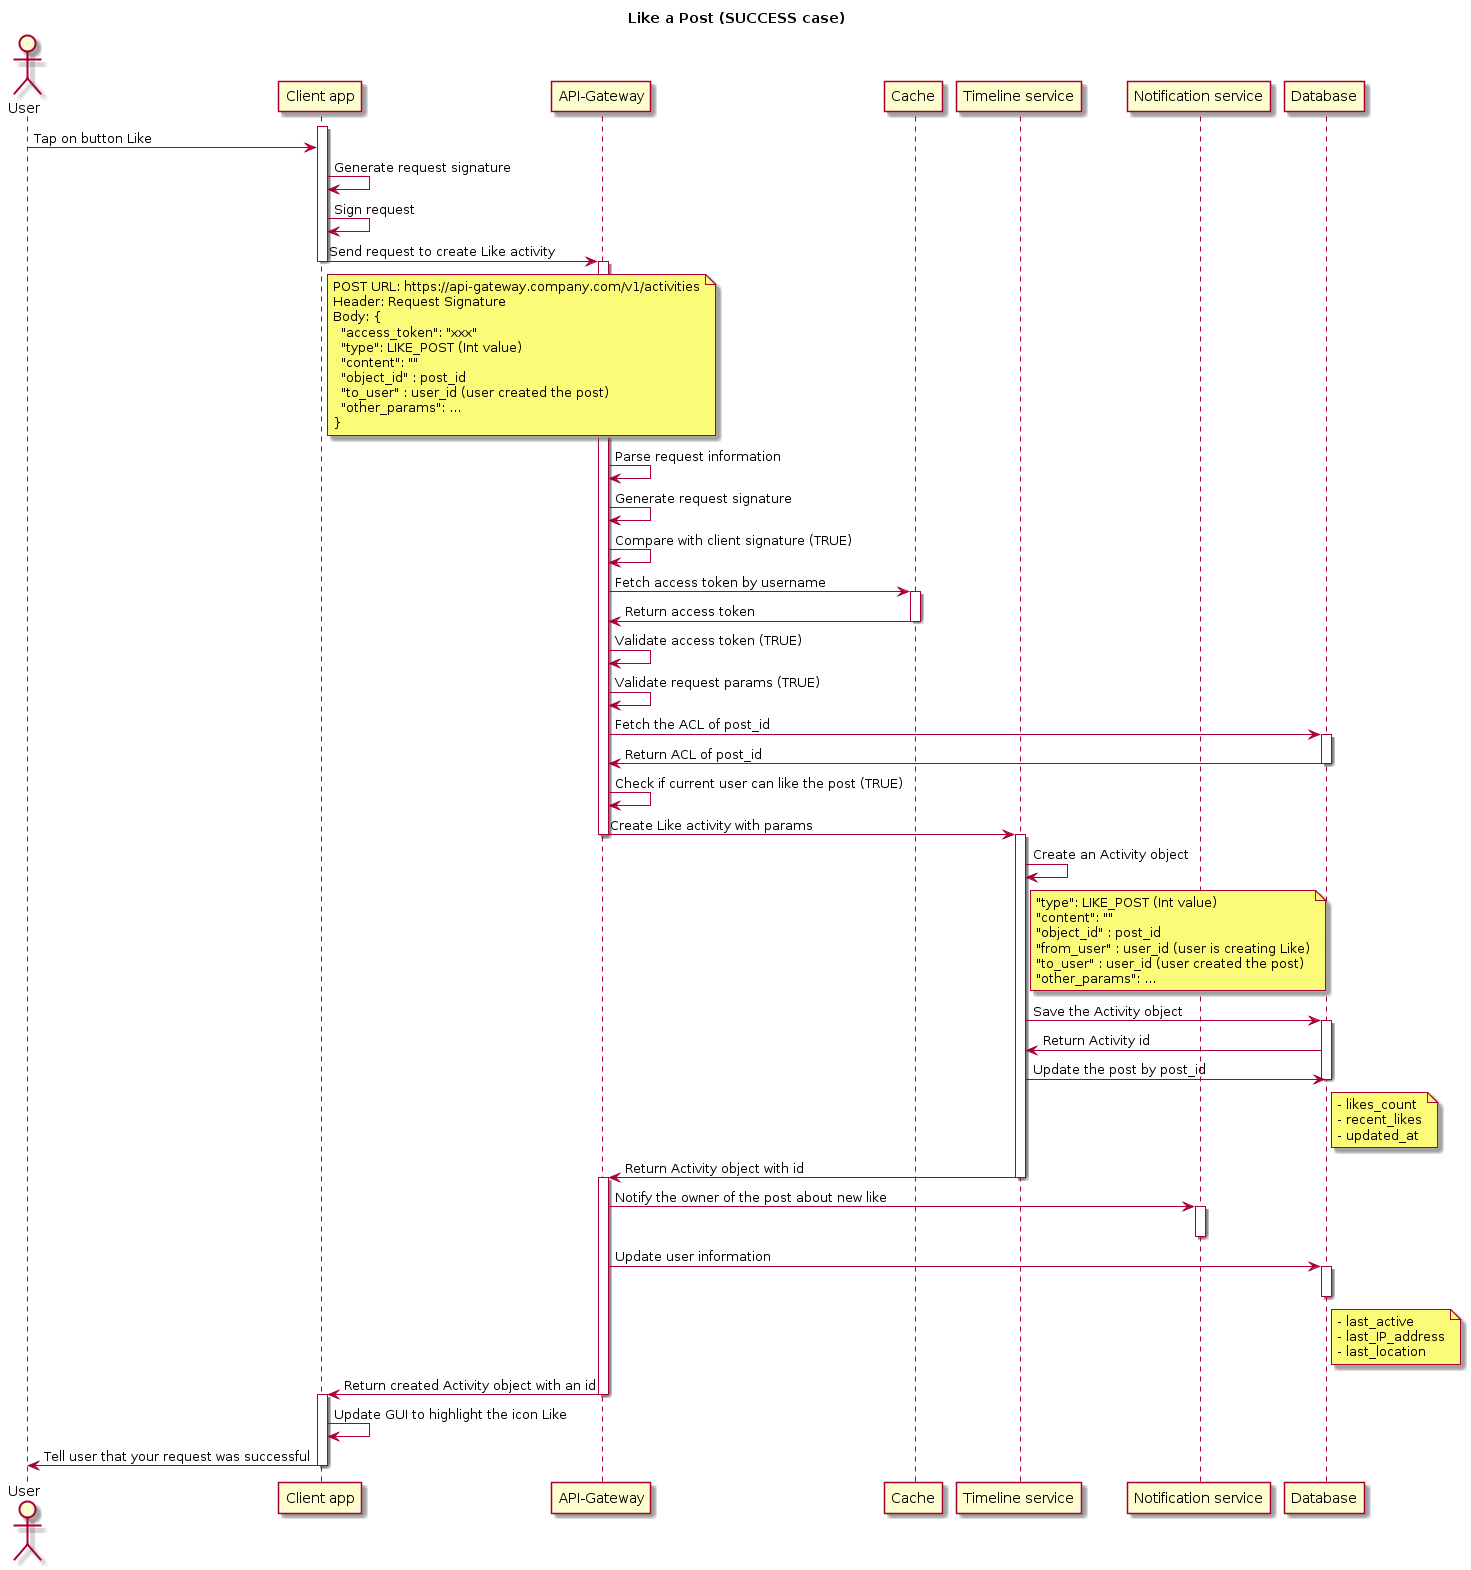 Like a Post (SUCCESS case)
User
Client app
API-Gateway
Cache
Timeline service
Notification service
Database
Tap on button Like
Generate request signature
Sign request
Send request to create Like activity
POST URL: https://api-gateway.company.com/v1/activities
Header: Request Signature
Body: {
"access_token": "xxx"
"type": LIKE_POST (Int value)
"content": ""
"object_id" : post_id
"to_user" : user_id (user created the post)
"other_params": ...
}
Parse request information
Generate request signature
Compare with client signature (TRUE)
Fetch access token by username
Return access token
Validate access token (TRUE)
Validate request params (TRUE)
Fetch the ACL of post_id
Return ACL of post_id
Check if current user can like the post (TRUE)
Create Like activity with params
Create an Activity object
"type": LIKE_POST (Int value)
"content": ""
"object_id" : post_id
"from_user" : user_id (user is creating Like)
"to_user" : user_id (user created the post)
"other_params": ...
Save the Activity object
Return Activity id
Update the post by post_id
- likes_count
- recent_likes
- updated_at
Return Activity object with id
Notify the owner of the post about new like
Update user information
- last_active
- last_IP_address
- last_location
Return created Activity object with an id
Update GUI to highlight the icon Like
Tell user that your request was successful
User
Client app
API-Gateway
Cache
Timeline service
Notification service
Database